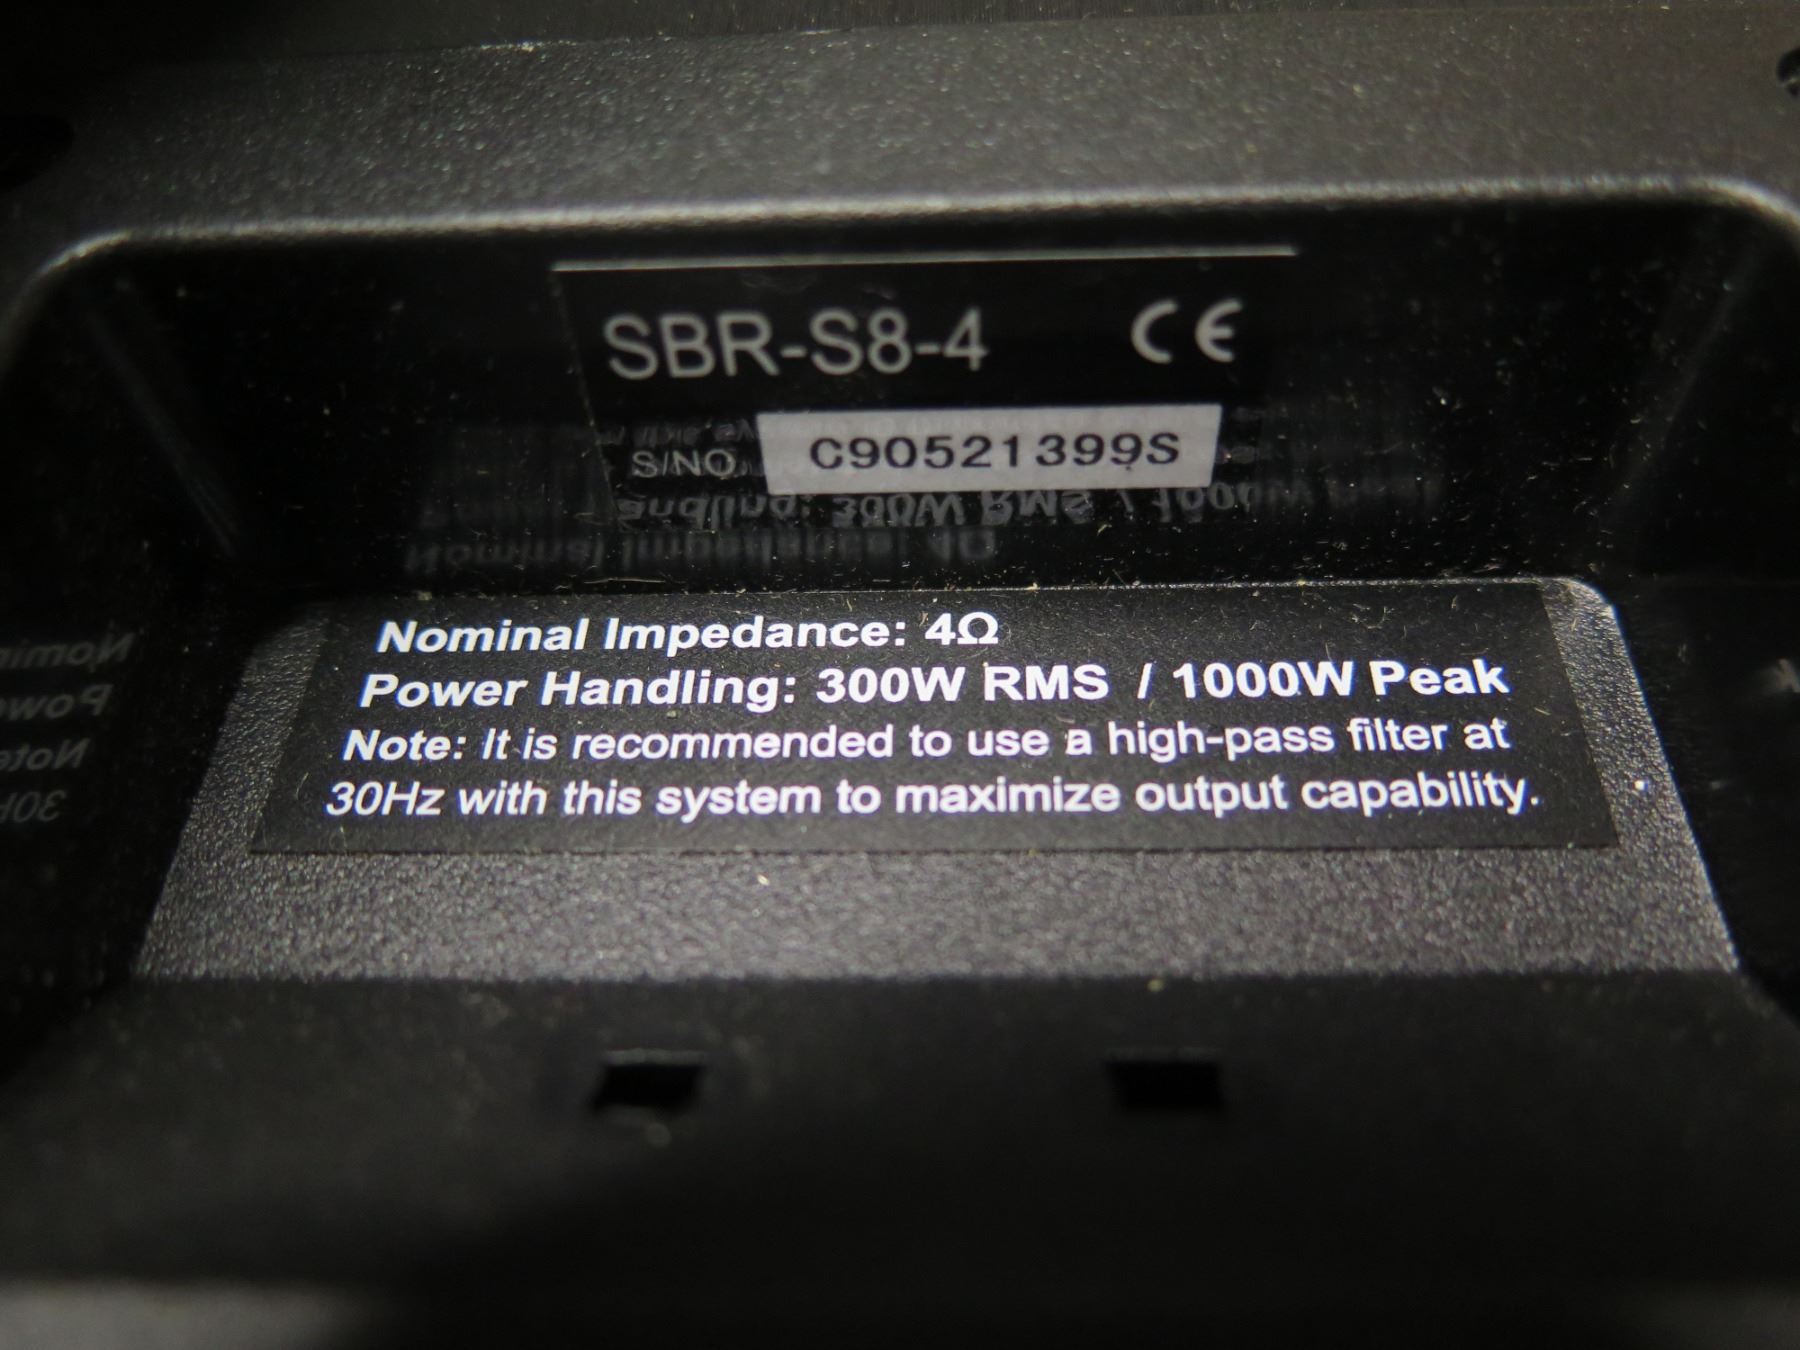 SBR-S8-4 CE
S/NO. C90521399S
Nominal Impedance: 4Ω
Power Handling: 300W RMS / 1000W Peak
Note: It is recommended to use a high-pass filter at
30Hz with this system to maximize output capability.